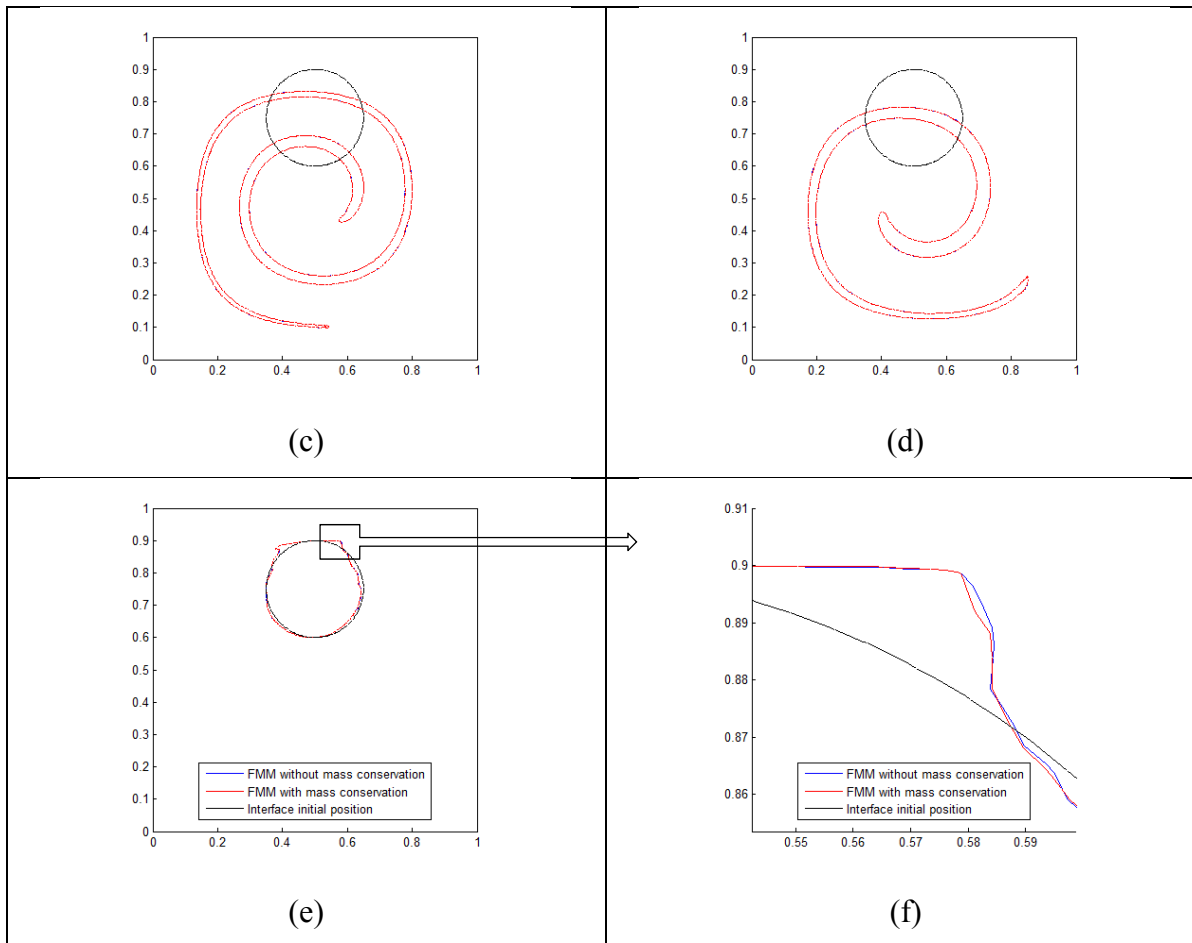 1
0.9
0.8
0.7
0.6
0.5
0.4
0.3
0.2
0.1
0
0 0.2 0.4 0.6 0.8 1
(c)
1
0.9
0.8
0.7
0.6
0.5
0.4
0.3
0.2
0.1
0
0 0.2 0.4 0.6 0.8 1
(d)
1
0.9
0.8
0.7
0.6
0.5
0.4
0.3
0.2
0.1
0
FMM without mass conservation
FMM with mass conservation
Interface initial position
0 0.2 0.4 0.6 0.8 1
(e)
0.91
0.9
0.89
0.88
0.87
0.86
FMM without mass conservation
FMM with mass conservation
Interface initial position
0.55 0.56 0.57 0.58 0.59
(f)